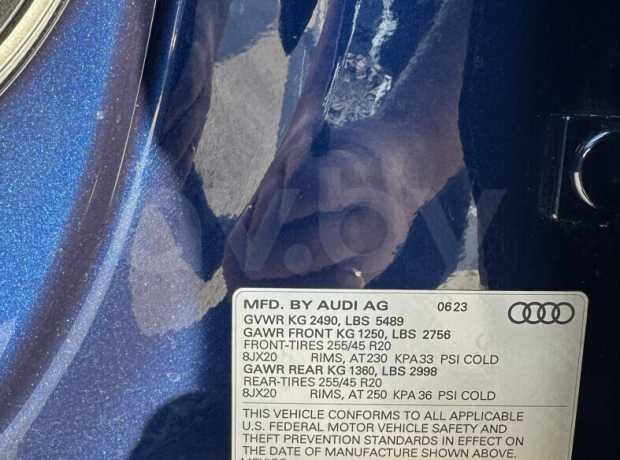 av.by
MFD. BY AUDI AG 0623
GVWR KG 2490, LBS 5489
GAWR FRONT KG 1250, LBS 2756
FRONT-TIRES 255/45 R20
8JX20 RIMS, AT 230 KPA 33 PSI COLD
GAWR REAR KG 1360, LBS 2998
REAR-TIRES 255/45 R20
8JX20 RIMS, AT 250 KPA 36 PSI COLD
THIS VEHICLE CONFORMS TO ALL APPLICABLE
U.S. FEDERAL MOTOR VEHICLE SAFETY AND
THEFT PREVENTION STANDARDS IN EFFECT ON
THE DATE OF MANUFACTURE SHOWN ABOVE.
MEXICO